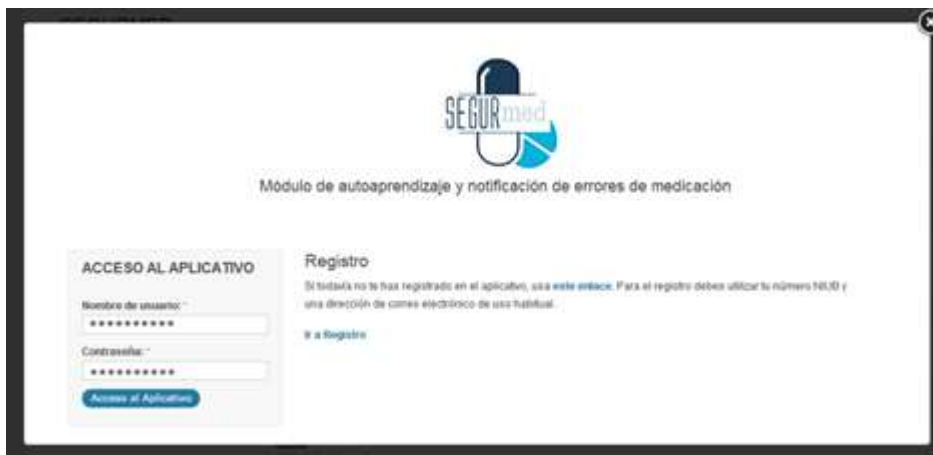 SEGURmed
Módulo de autoaprendizaje y notificación de errores de medicación
ACCESO AL APLICATIVO
Nombre de usuario: *
**********
Contraseña: *
**********
Acceso al Aplicativo
Registro
Si todavía no te has registrado en el aplicativo, usa este enlace. Para el registro debes utilizar tu número NIUB y
una dirección de correo electrónico de uso habitual.
Ir a Registro